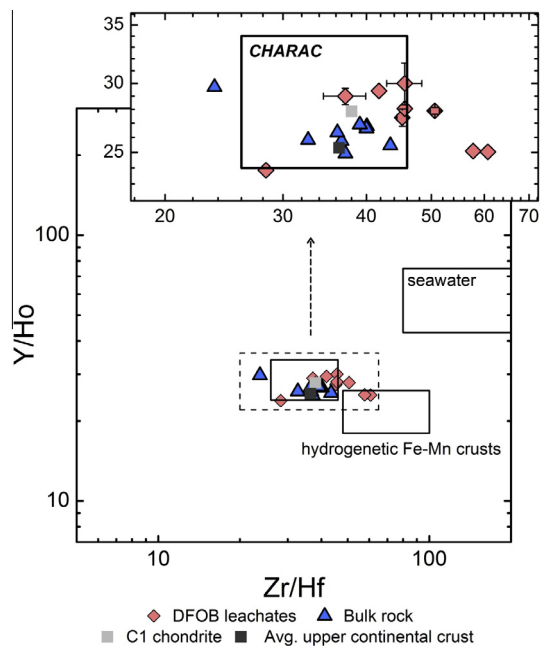 35
CHARAC
30
25
20
30
40
50
60
70
100
seawater
Y/Ho
hydrogenetic Fe-Mn crusts
10
10
100
Zr/Hf
DFOB leachates
Bulk rock
C1 chondrite
Avg. upper continental crust